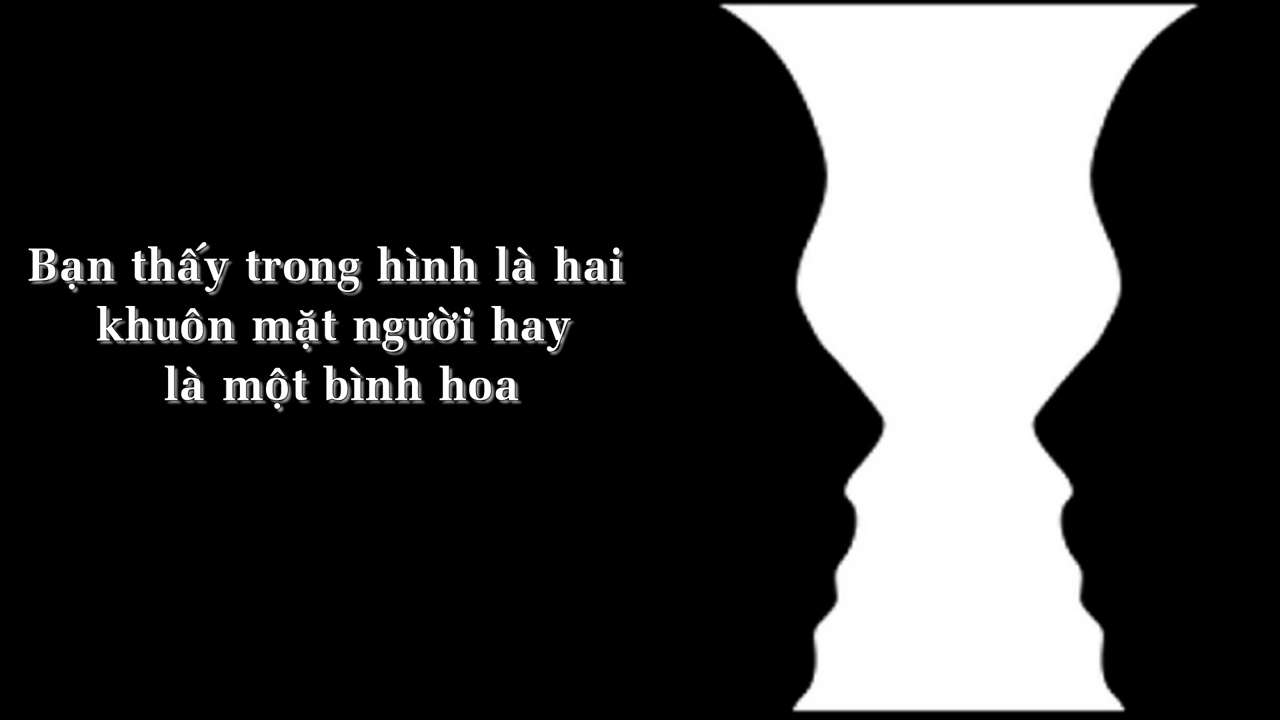 Bạn thấy trong hình là hai
khuôn mặt người hay
là một bình hoa